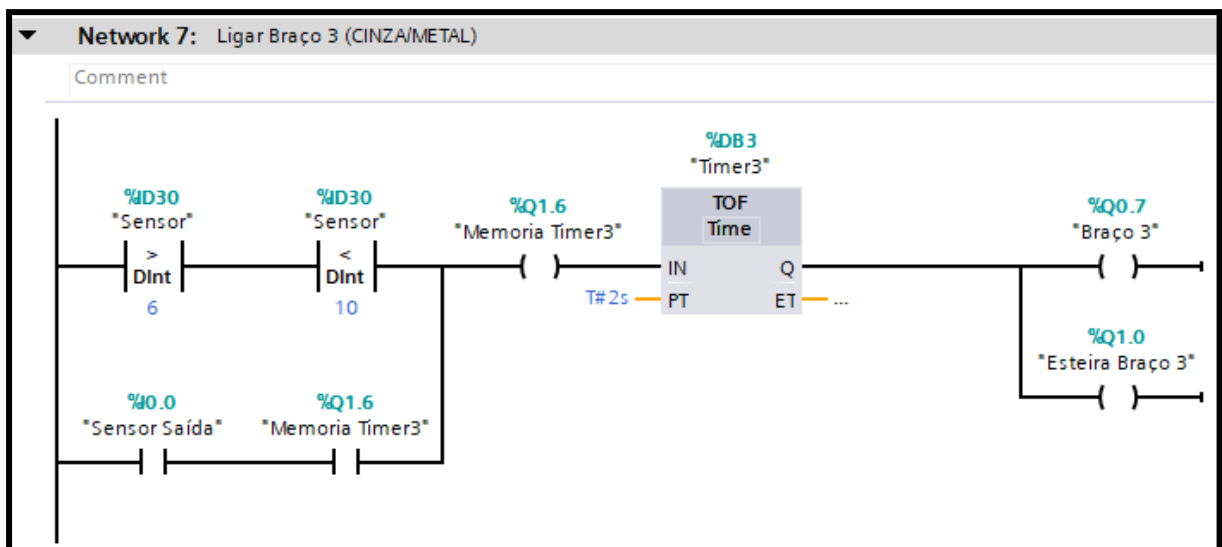 Network 7: Ligar Braço 3 (CINZA/METAL)
Comment
%DB3
"Timer3"
%ID30
"Sensor"
>
DInt
6
%ID30
"Sensor"
<
DInt
10
%Q1.6
"Memoria Timer3"
TOF
Time
IN Q
T#2s PT ET ...
%Q0.7
"Braço 3"
%Q1.0
"Esteira Braço 3"
%I0.0
"Sensor Saída"
%Q1.6
"Memoria Timer3"